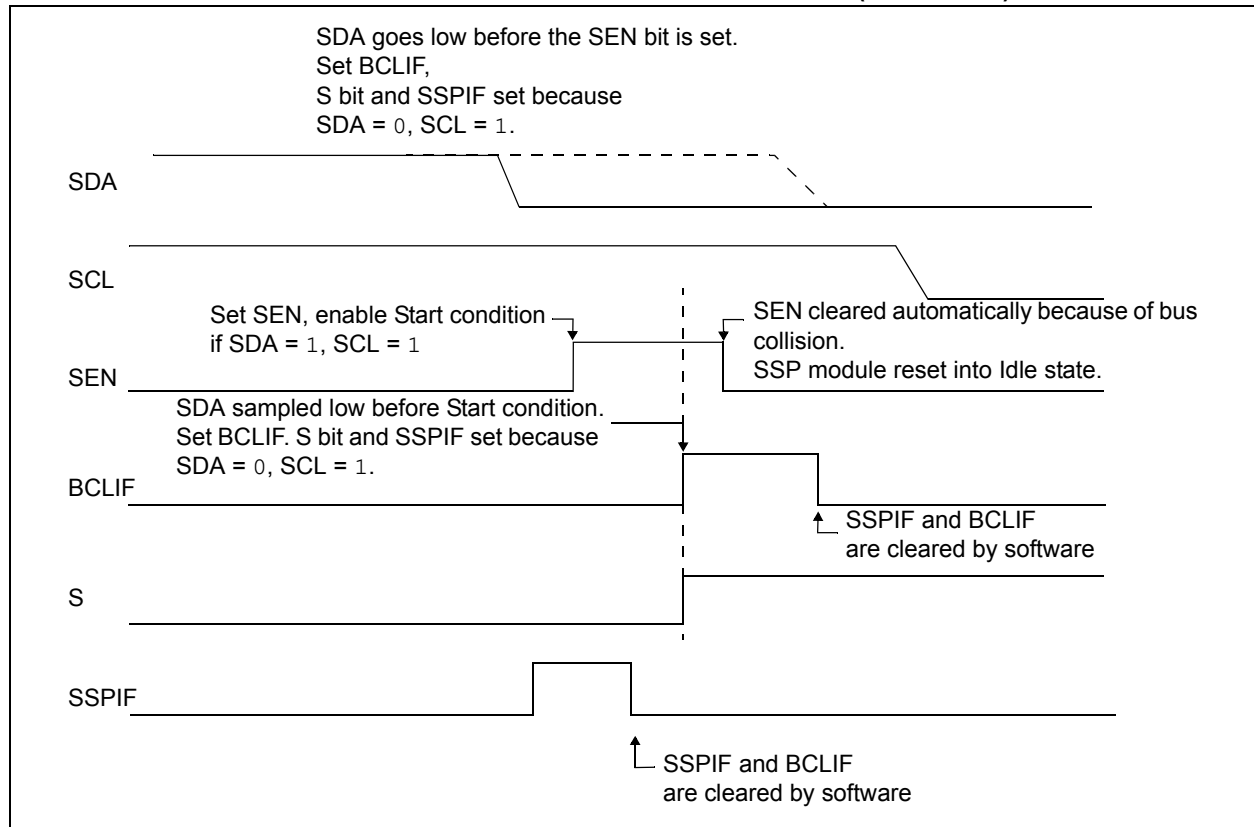 SDA goes low before the SEN bit is set.
Set BCLIF,
S bit and SSPIF set because
SDA = 0, SCL = 1.
SDA
SCL
Set SEN, enable Start condition
if SDA = 1, SCL = 1
SEN cleared automatically because of bus
collision.
SSP module reset into Idle state.
SEN
SDA sampled low before Start condition.
Set BCLIF. S bit and SSPIF set because
SDA = 0, SCL = 1.
BCLIF
SSPIF and BCLIF
are cleared by software
S
SSPIF
SSPIF and BCLIF
are cleared by software